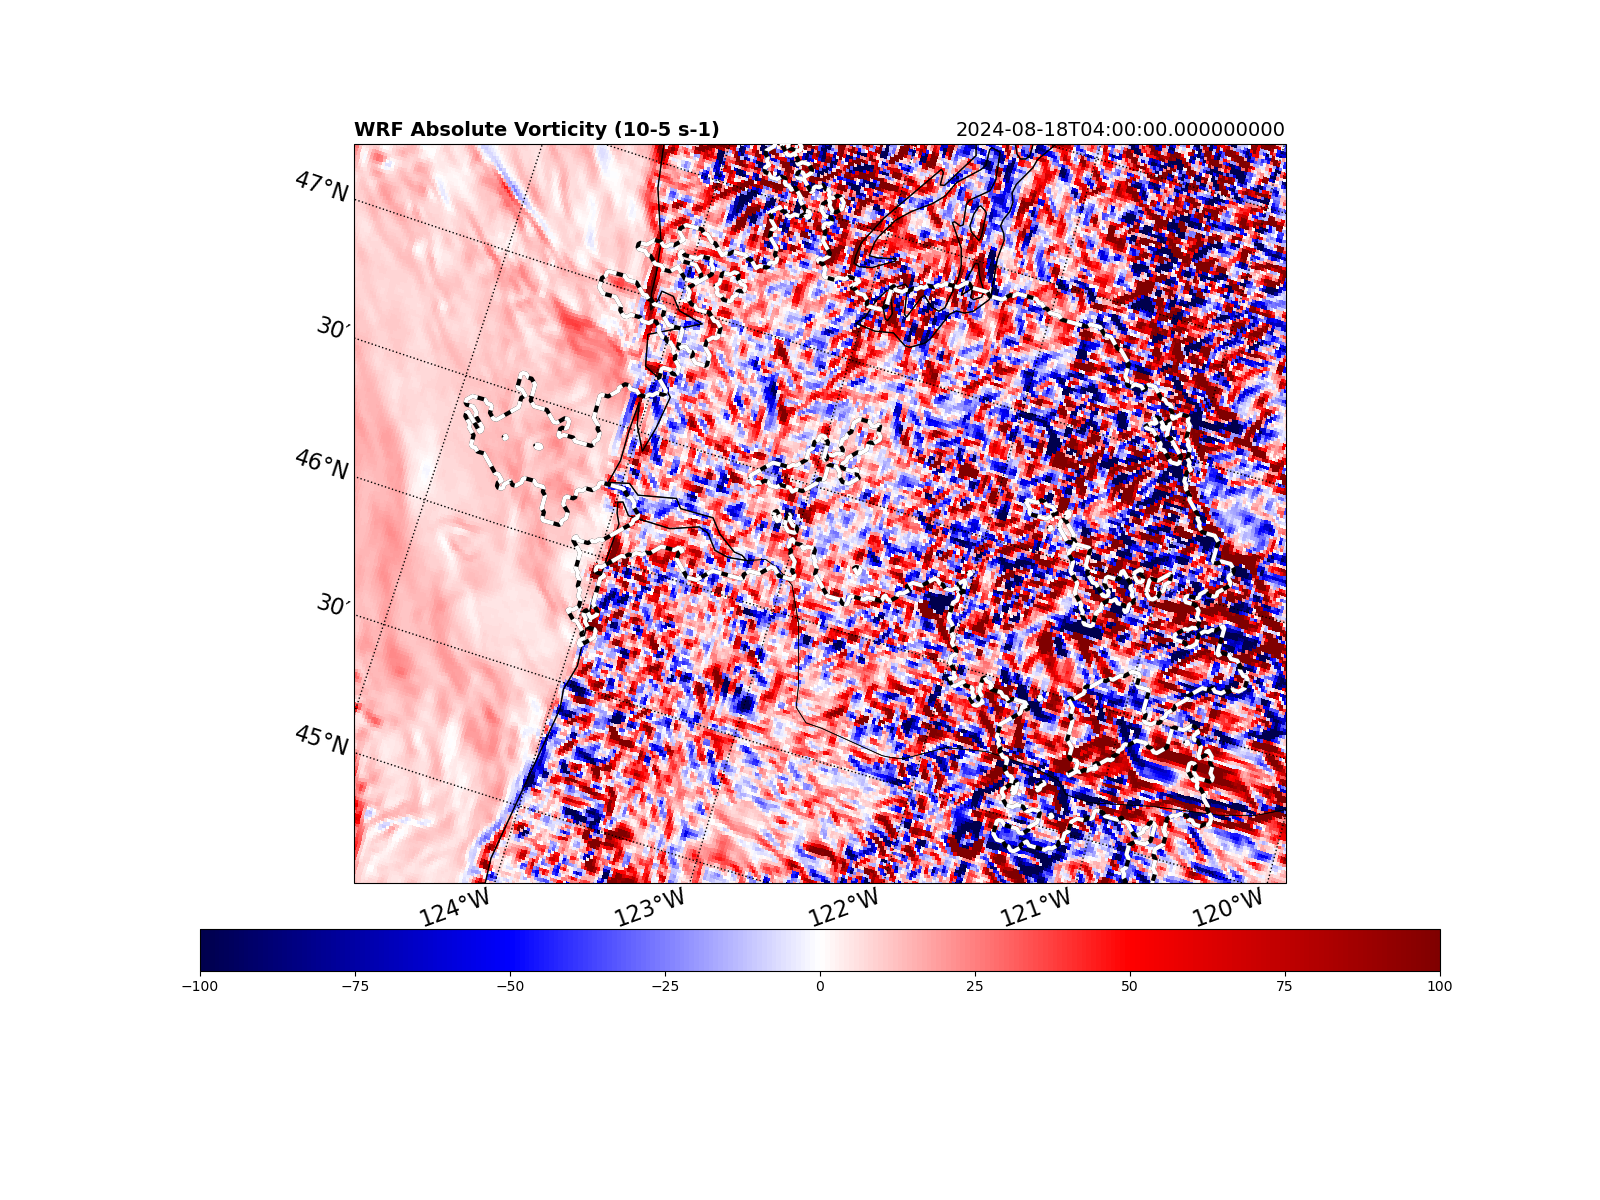 WRF Absolute Vorticity (10-5 s-1)
2024-08-18T04:00:00.000000000
47°N
30′
46°N
30′
45°N
124°W
123°W
122°W
121°W
120°W
−100
−75
−50
−25
0
25
50
75
100